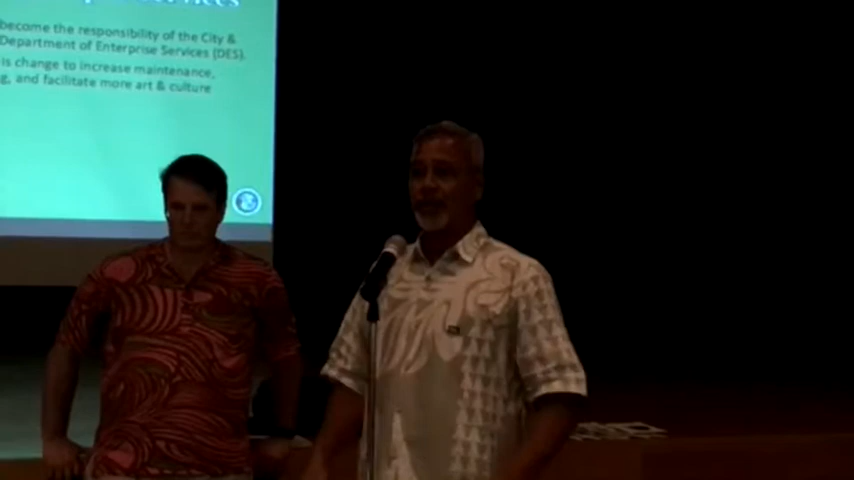 become the responsibility of the City &
Department of Enterprise Services (DES).
is change to increase maintenance,
g, and facilitate more art & culture